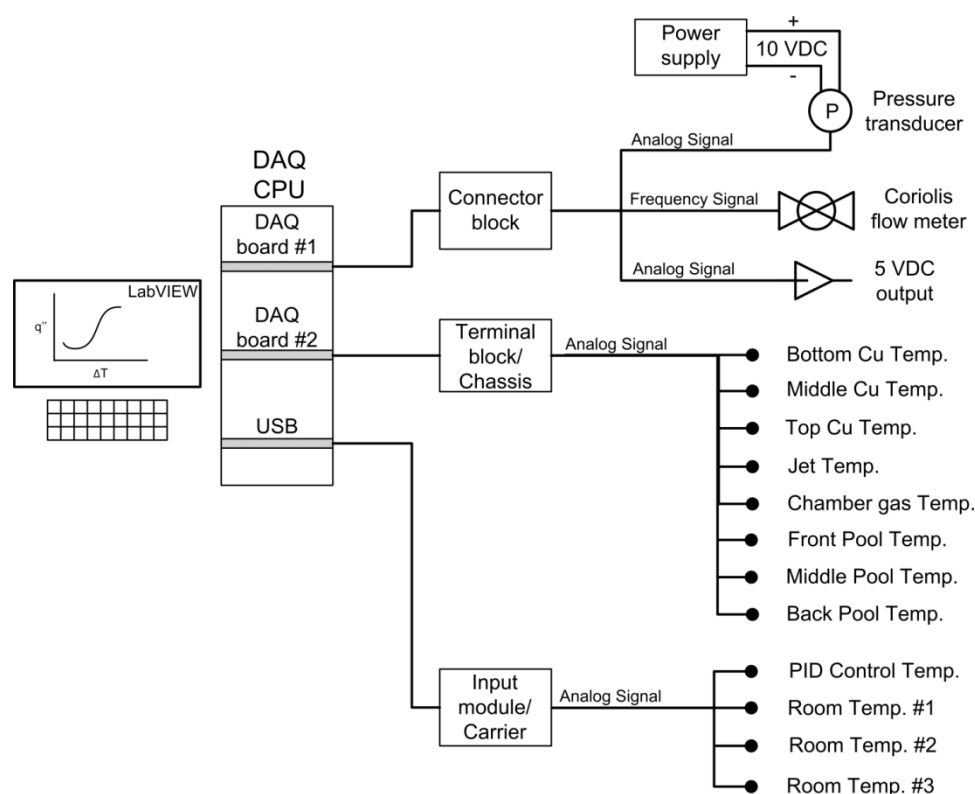 Power
supply
+
10 VDC
-
P
Pressure
transducer
Analog Signal
DAQ
CPU
DAQ
board #1
Connector
block
Frequency Signal
Coriolis
flow meter
Analog Signal
5 VDC
output
LabVIEW
q''
ΔT
DAQ
board #2
Terminal
block/
Chassis
Analog Signal
Bottom Cu Temp.
Middle Cu Temp.
Top Cu Temp.
Jet Temp.
Chamber gas Temp.
Front Pool Temp.
Middle Pool Temp.
Back Pool Temp.
USB
Input
module/
Carrier
Analog Signal
PID Control Temp.
Room Temp. #1
Room Temp. #2
Room Temp. #3